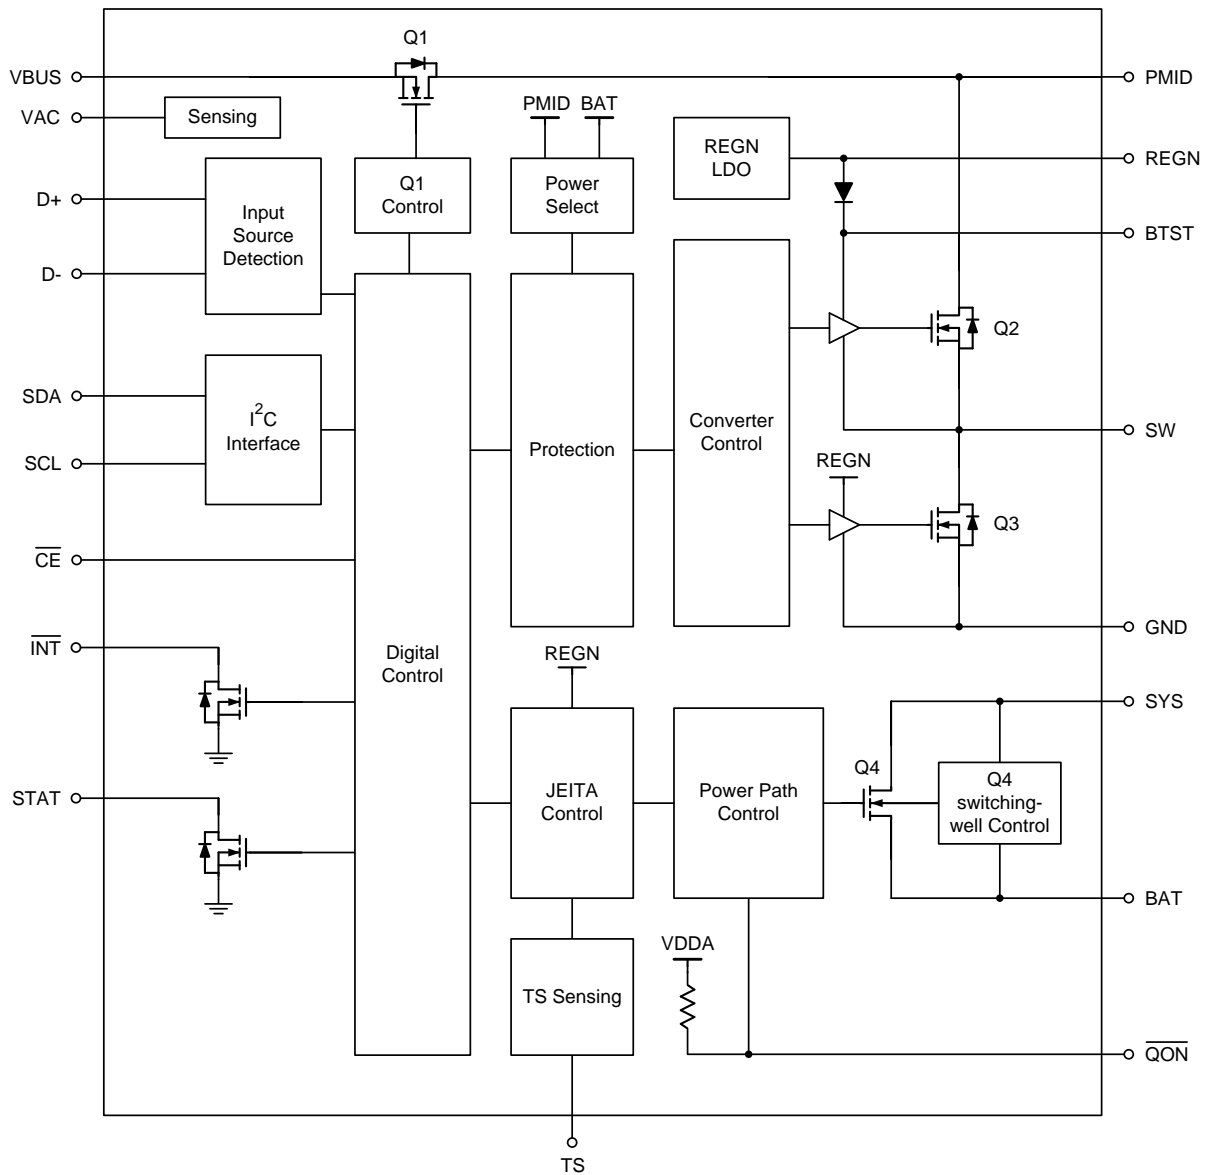 Q1
VBUS
PMID
VAC
Sensing
PMID
BAT
REGN
LDO
REGN
Q1
Control
Power
Select
D+
Input
Source
Detection
BTST
D-
Q2
SDA
I²C
Interface
SCL
Protection
Converter
Control
SW
REGN
Q3
CE
INT
Digital
Control
REGN
GND
SYS
STAT
JEITA
Control
Power Path
Control
Q4
Q4
switching-
well Control
BAT
TS Sensing
VDDA
QON
TS